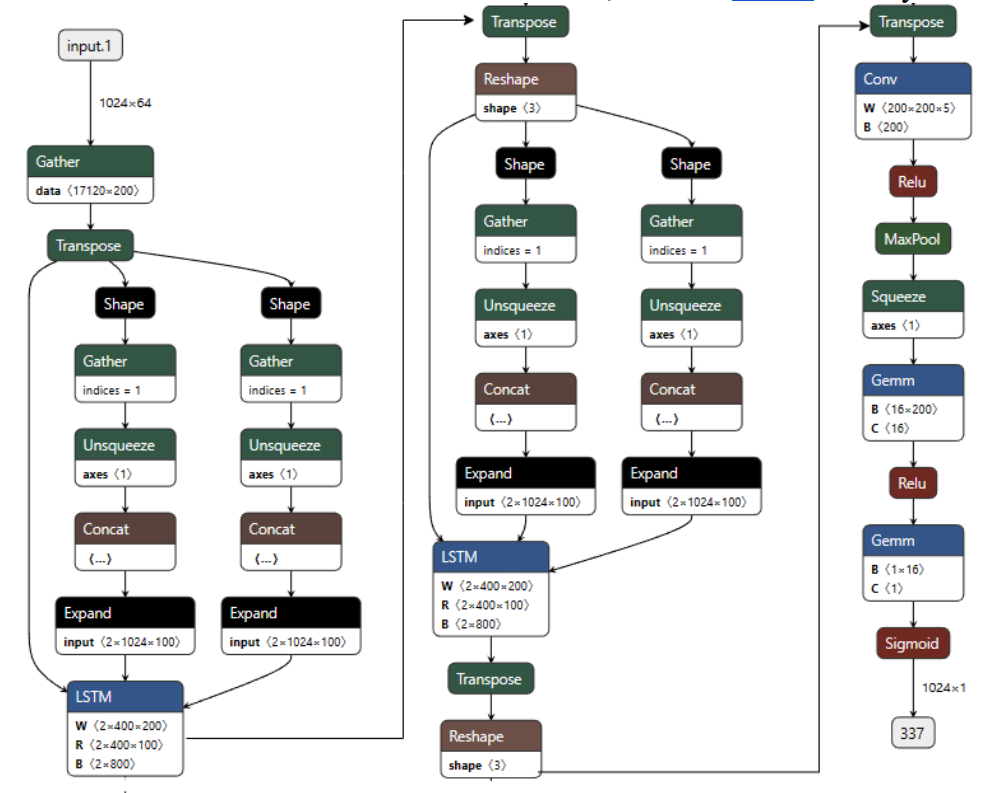 input.1
1024×64
Gather
data ⟨17120×200⟩
Transpose
Shape
Shape
Gather
indices = 1
Gather
indices = 1
Unsqueeze
axes ⟨1⟩
Unsqueeze
axes ⟨1⟩
Concat
⟨...⟩
Concat
⟨...⟩
Expand
input ⟨2×1024×100⟩
Expand
input ⟨2×1024×100⟩
LSTM
W ⟨2×400×200⟩
R ⟨2×400×100⟩
B ⟨2×800⟩
Transpose
Reshape
shape ⟨3⟩
Shape
Shape
Gather
indices = 1
Gather
indices = 1
Unsqueeze
axes ⟨1⟩
Unsqueeze
axes ⟨1⟩
Concat
⟨...⟩
Concat
⟨...⟩
Expand
input ⟨2×1024×100⟩
Expand
input ⟨2×1024×100⟩
LSTM
W ⟨2×400×200⟩
R ⟨2×400×100⟩
B ⟨2×800⟩
Transpose
Reshape
shape ⟨3⟩
Transpose
Conv
W ⟨200×200×5⟩
B ⟨200⟩
Relu
MaxPool
Squeeze
axes ⟨1⟩
Gemm
B ⟨16×200⟩
C ⟨16⟩
Relu
Gemm
B ⟨1×16⟩
C ⟨1⟩
Sigmoid
1024×1
337